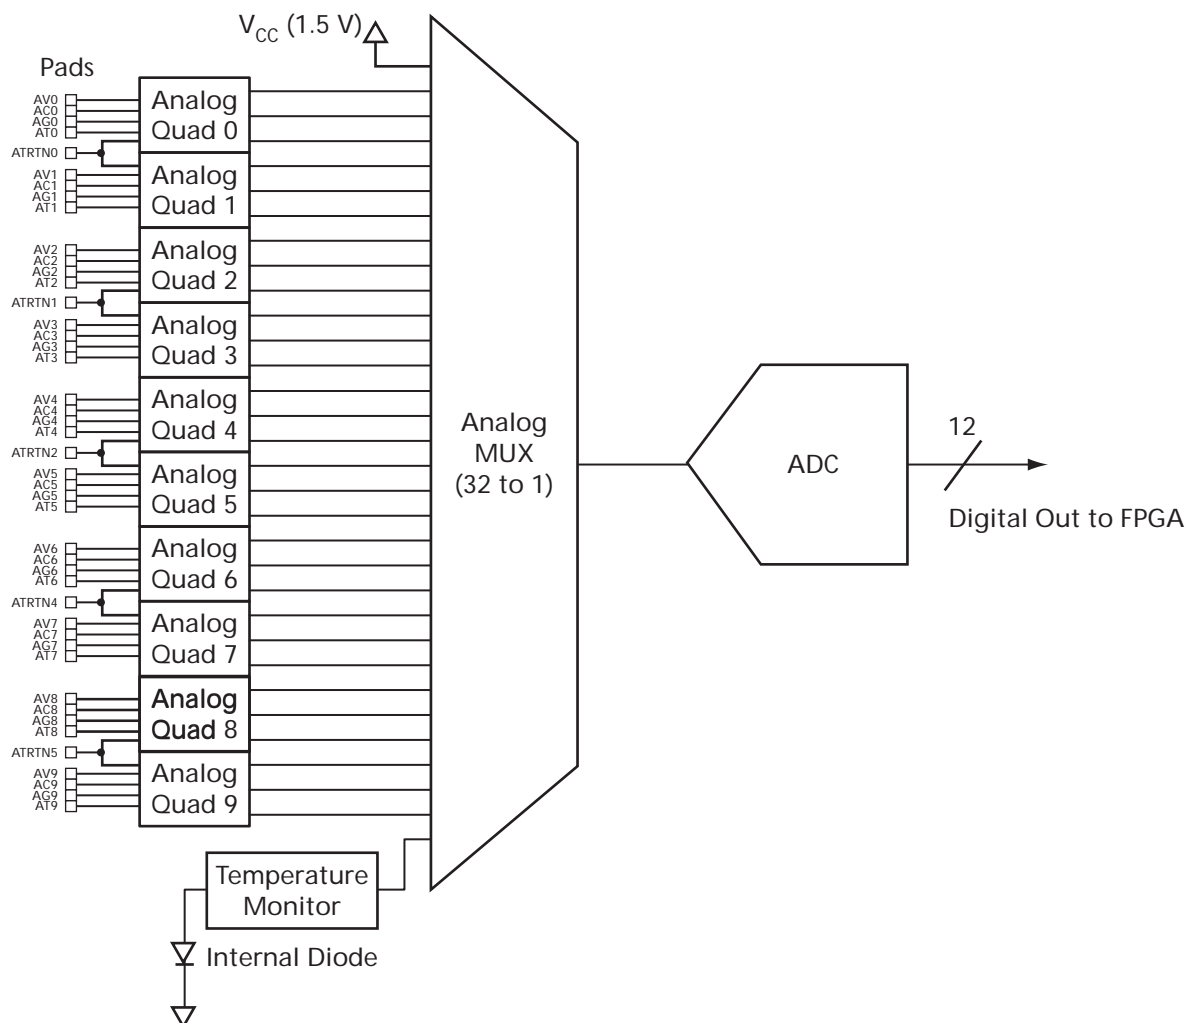 VCC (1.5 V)
Pads
AV0
AC0
AG0
AT0
ATRTN0
AV1
AC1
AG1
AT1
AV2
AC2
AG2
AT2
ATRTN1
AV3
AC3
AG3
AT3
AV4
AC4
AG4
AT4
ATRTN2
AV5
AC5
AG5
AT5
AV6
AC6
AG6
AT6
ATRTN4
AV7
AC7
AG7
AT7
AV8
AC8
AG8
AT8
ATRTN5
AV9
AC9
AG9
AT9
Analog
Quad 0
Analog
Quad 1
Analog
Quad 2
Analog
Quad 3
Analog
Quad 4
Analog
Quad 5
Analog
Quad 6
Analog
Quad 7
Analog
Quad 8
Analog
Quad 9
Temperature
Monitor
Internal Diode
Analog
MUX
(32 to 1)
ADC
12
Digital Out to FPGA